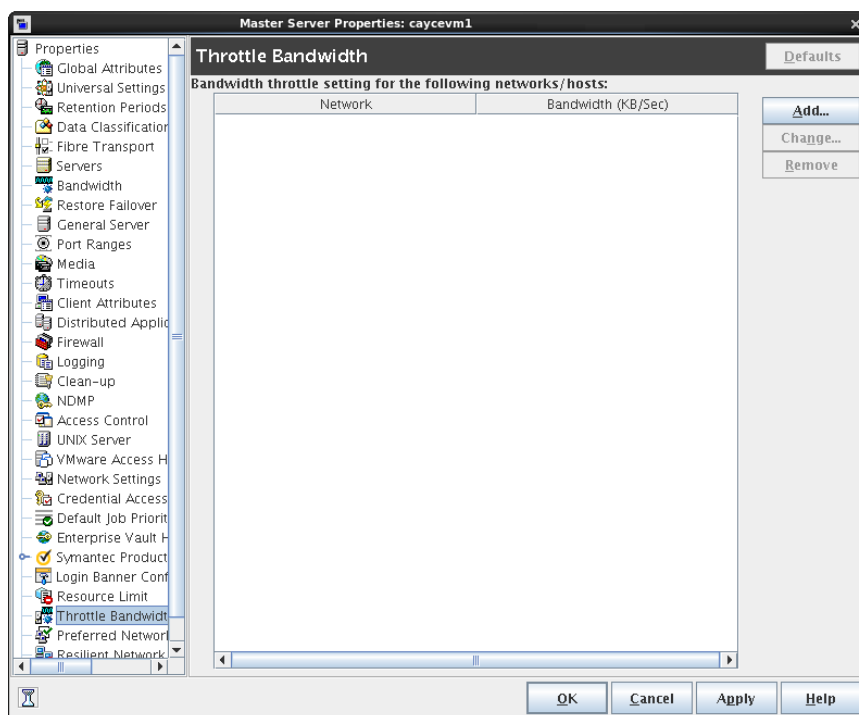 Master Server Properties: caycevm1
Properties
Global Attributes
Universal Settings
Retention Periods
Data Classification
Fibre Transport
Servers
Bandwidth
Restore Failover
General Server
Port Ranges
Media
Timeouts
Client Attributes
Distributed Applic
Firewall
Logging
Clean-up
NDMP
Access Control
UNIX Server
VMware Access H
Network Settings
Credential Access
Default Job Priorit
Enterprise Vault H
Symantec Product
Login Banner Conf
Resource Limit
Throttle Bandwidt
Preferred Networ
Resilient Network
Throttle Bandwidth
Defaults
Bandwidth throttle setting for the following networks/hosts:
Network Bandwidth (KB/Sec)
Add...
Change...
Remove
OK Cancel Apply Help